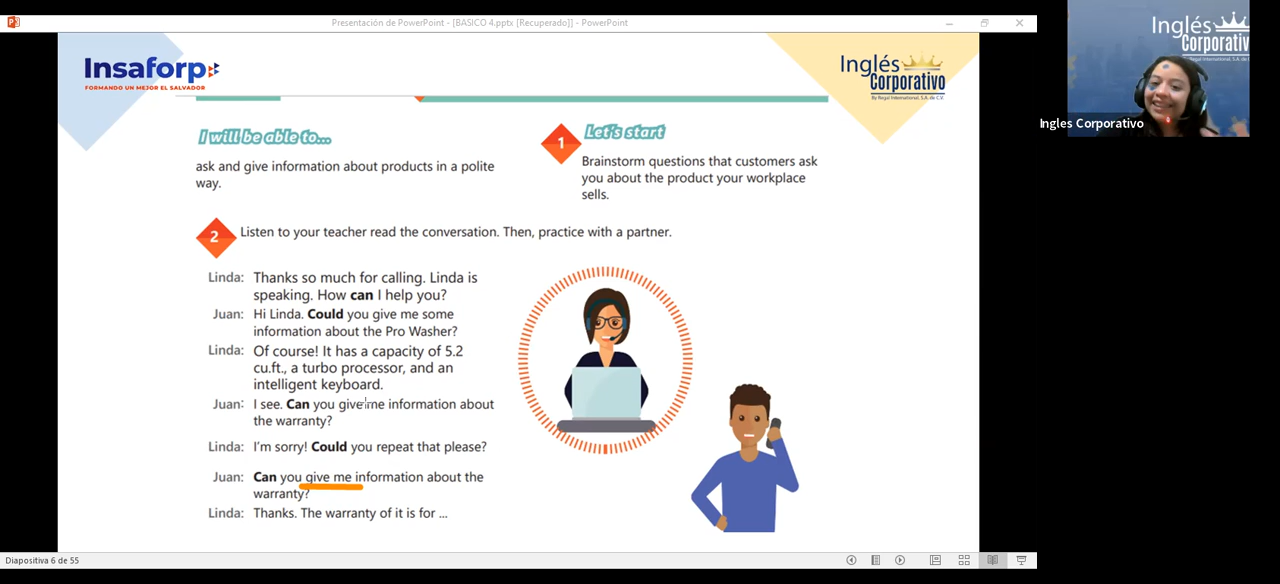 Presentación de PowerPoint - [BASICO 4.pptx [Recuperado]] - PowerPoint
Insaforp
FORMANDO UN MEJOR EL SALVADOR
Inglés
Corporativo
By Regal International, S.A. de C.V.
I will be able to...
ask and give information about products in a polite
way.
1
Let's start
Brainstorm questions that customers ask
you about the product your workplace
sells.
2
Listen to your teacher read the conversation. Then, practice with a partner.
Linda: Thanks so much for calling. Linda is
speaking. How can I help you?
Juan: Hi Linda. Could you give me some
information about the Pro Washer?
Linda: Of course! It has a capacity of 5.2
cu.ft., a turbo processor, and an
intelligent keyboard.
Juan: I see. Can you give me information about
the warranty?
Linda: I'm sorry! Could you repeat that please?
Juan: Can you give me information about the
warranty?
Linda: Thanks. The warranty of it is for ...
Diapositiva 6 de 55
Inglés
Corporativ
Ingles Corporativo